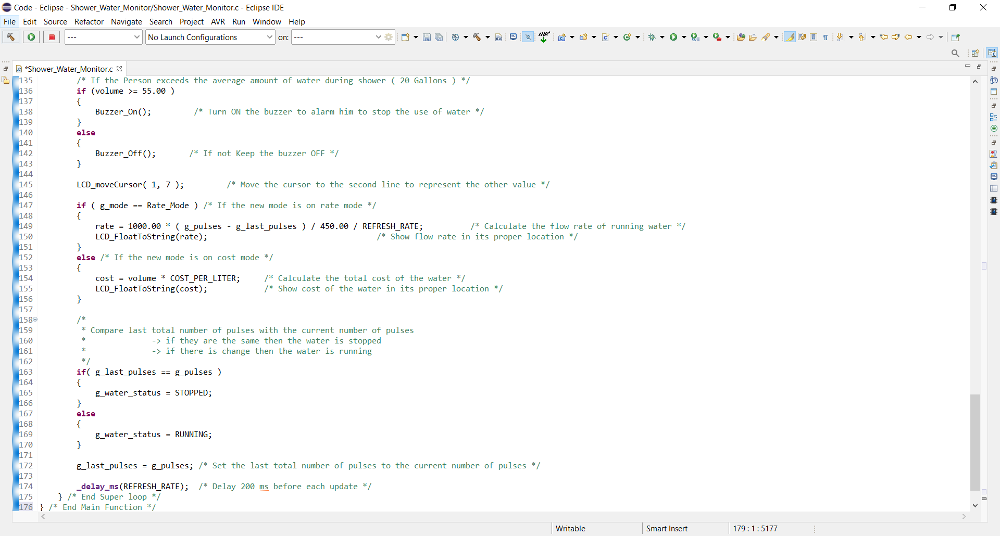 Code - Eclipse - Shower_Water_Monitor/Shower_Water_Monitor.c - Eclipse IDE
File Edit Source Refactor Navigate Search Project AVR Run Window Help
--- No Launch Configurations on: --- 010 AVR
*Shower_Water_Monitor.c
135 /* If the Person exceeds the average amount of water during shower ( 20 Gallons ) */
136 if (volume >= 55.00 )
137 {
138 Buzzer_On(); /* Turn ON the buzzer to alarm him to stop the use of water */
139 }
140 else
141 {
142 Buzzer_Off(); /* If not Keep the buzzer OFF */
143 }
144
145 LCD_moveCursor( 1, 7 ); /* Move the cursor to the second line to represent the other value */
146
147 if ( g_mode == Rate_Mode ) /* If the new mode is on rate mode */
148 {
149 rate = 1000.00 * ( g_pulses - g_last_pulses ) / 450.00 / REFRESH_RATE; /* Calculate the flow rate of running water */
150 LCD_FloatToString(rate); /* Show flow rate in its proper location */
151 }
152 else /* If the new mode is on cost mode */
153 {
154 cost = volume * COST_PER_LITER; /* Calculate the total cost of the water */
155 LCD_FloatToString(cost); /* Show cost of the water in its proper location */
156 }
157
158 /*
159 * Compare last total number of pulses with the current number of pulses
160 * -> if they are the same then the water is stopped
161 * -> if there is change then the water is running
162 */
163 if( g_last_pulses == g_pulses )
164 {
165 g_water_status = STOPPED;
166 }
167 else
168 {
169 g_water_status = RUNNING;
170 }
171
172 g_last_pulses = g_pulses; /* Set the last total number of pulses to the current number of pulses */
173
174 _delay_ms(REFRESH_RATE); /* Delay 200 ms before each update */
175 } /* End Super loop */
176 } /* End Main Function */
Writable Smart Insert 179 : 1 : 5177